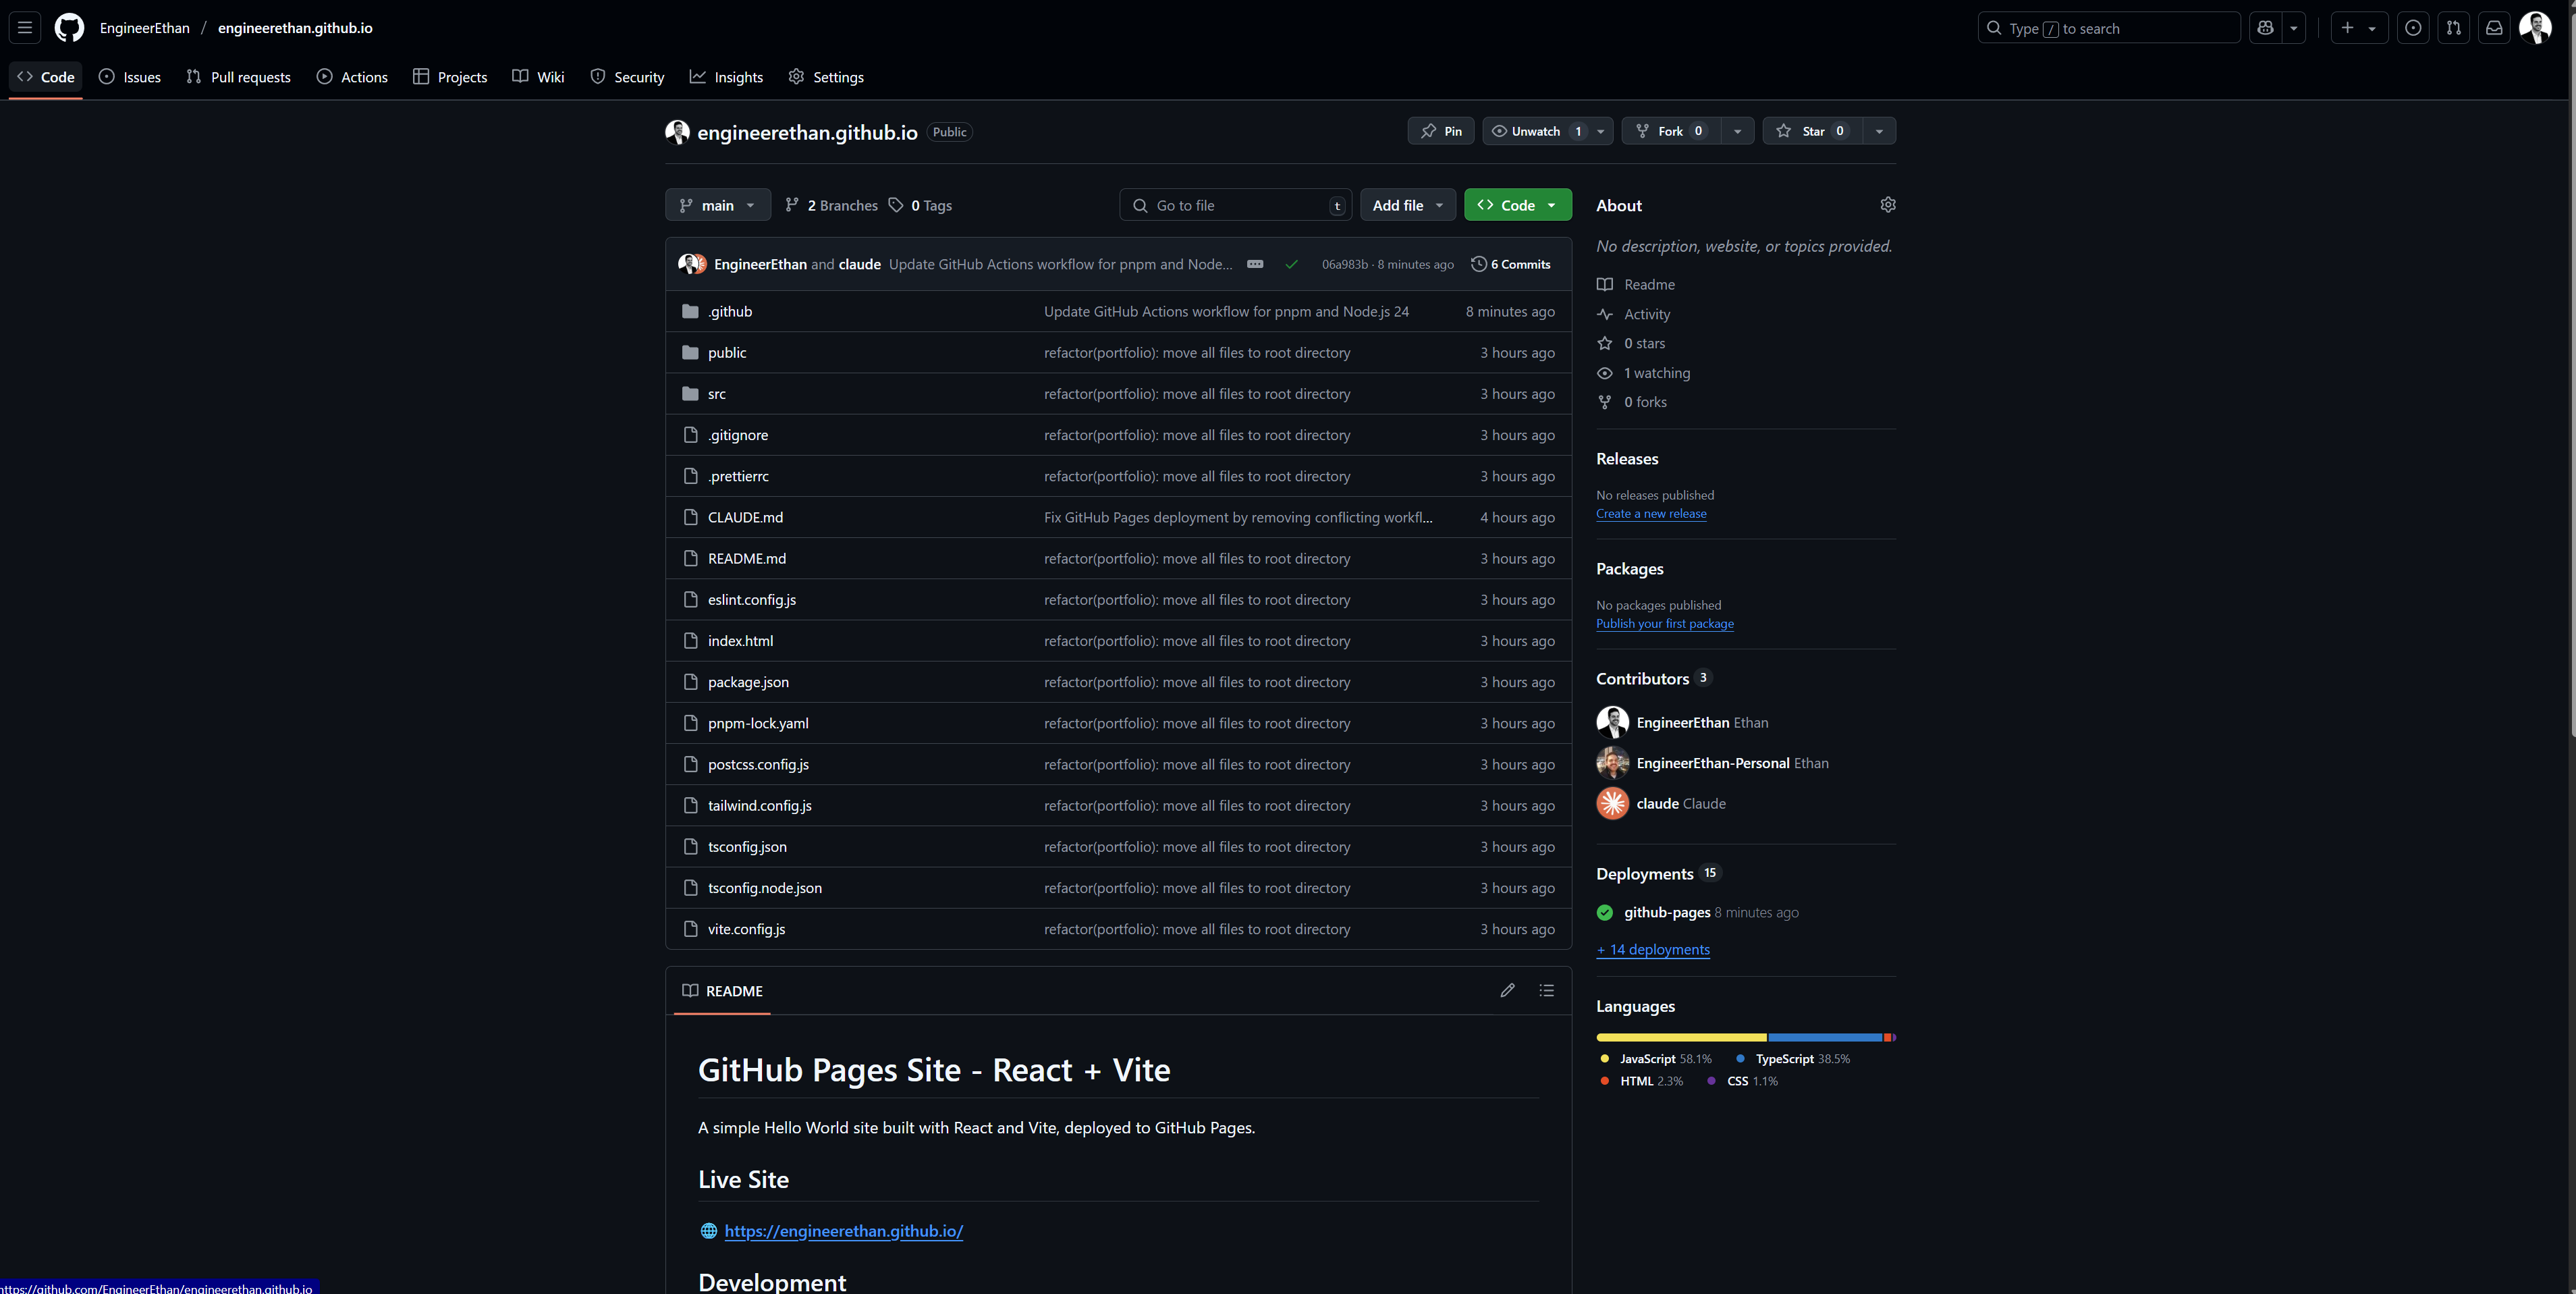 EngineerEthan / engineerethan.github.io
Type / to search
Code Issues Pull requests Actions Projects Wiki Security Insights Settings
engineerethan.github.io Public
Pin Unwatch 1 Fork 0 Star 0
main 2 Branches 0 Tags Go to file t Add file Code
EngineerEthan and claude Update GitHub Actions workflow for pnpm and Node... 06a983b · 8 minutes ago 6 Commits
.github Update GitHub Actions workflow for pnpm and Node.js 24 8 minutes ago
public refactor(portfolio): move all files to root directory 3 hours ago
src refactor(portfolio): move all files to root directory 3 hours ago
.gitignore refactor(portfolio): move all files to root directory 3 hours ago
.prettierrc refactor(portfolio): move all files to root directory 3 hours ago
CLAUDE.md Fix GitHub Pages deployment by removing conflicting workfl... 4 hours ago
README.md refactor(portfolio): move all files to root directory 3 hours ago
eslint.config.js refactor(portfolio): move all files to root directory 3 hours ago
index.html refactor(portfolio): move all files to root directory 3 hours ago
package.json refactor(portfolio): move all files to root directory 3 hours ago
pnpm-lock.yaml refactor(portfolio): move all files to root directory 3 hours ago
postcss.config.js refactor(portfolio): move all files to root directory 3 hours ago
tailwind.config.js refactor(portfolio): move all files to root directory 3 hours ago
tsconfig.json refactor(portfolio): move all files to root directory 3 hours ago
tsconfig.node.json refactor(portfolio): move all files to root directory 3 hours ago
vite.config.js refactor(portfolio): move all files to root directory 3 hours ago
README
GitHub Pages Site - React + Vite
A simple Hello World site built with React and Vite, deployed to GitHub Pages.
Live Site
https://engineerethan.github.io/
Development
About
No description, website, or topics provided.
Readme
Activity
0 stars
1 watching
0 forks
Releases
No releases published
Create a new release
Packages
No packages published
Publish your first package
Contributors 3
EngineerEthan Ethan
EngineerEthan-Personal Ethan
claude Claude
Deployments 15
github-pages 8 minutes ago
+ 14 deployments
Languages
JavaScript 58.1% TypeScript 38.5%
HTML 2.3% CSS 1.1%
https://github.com/EngineerEthan/engineerethan.github.io